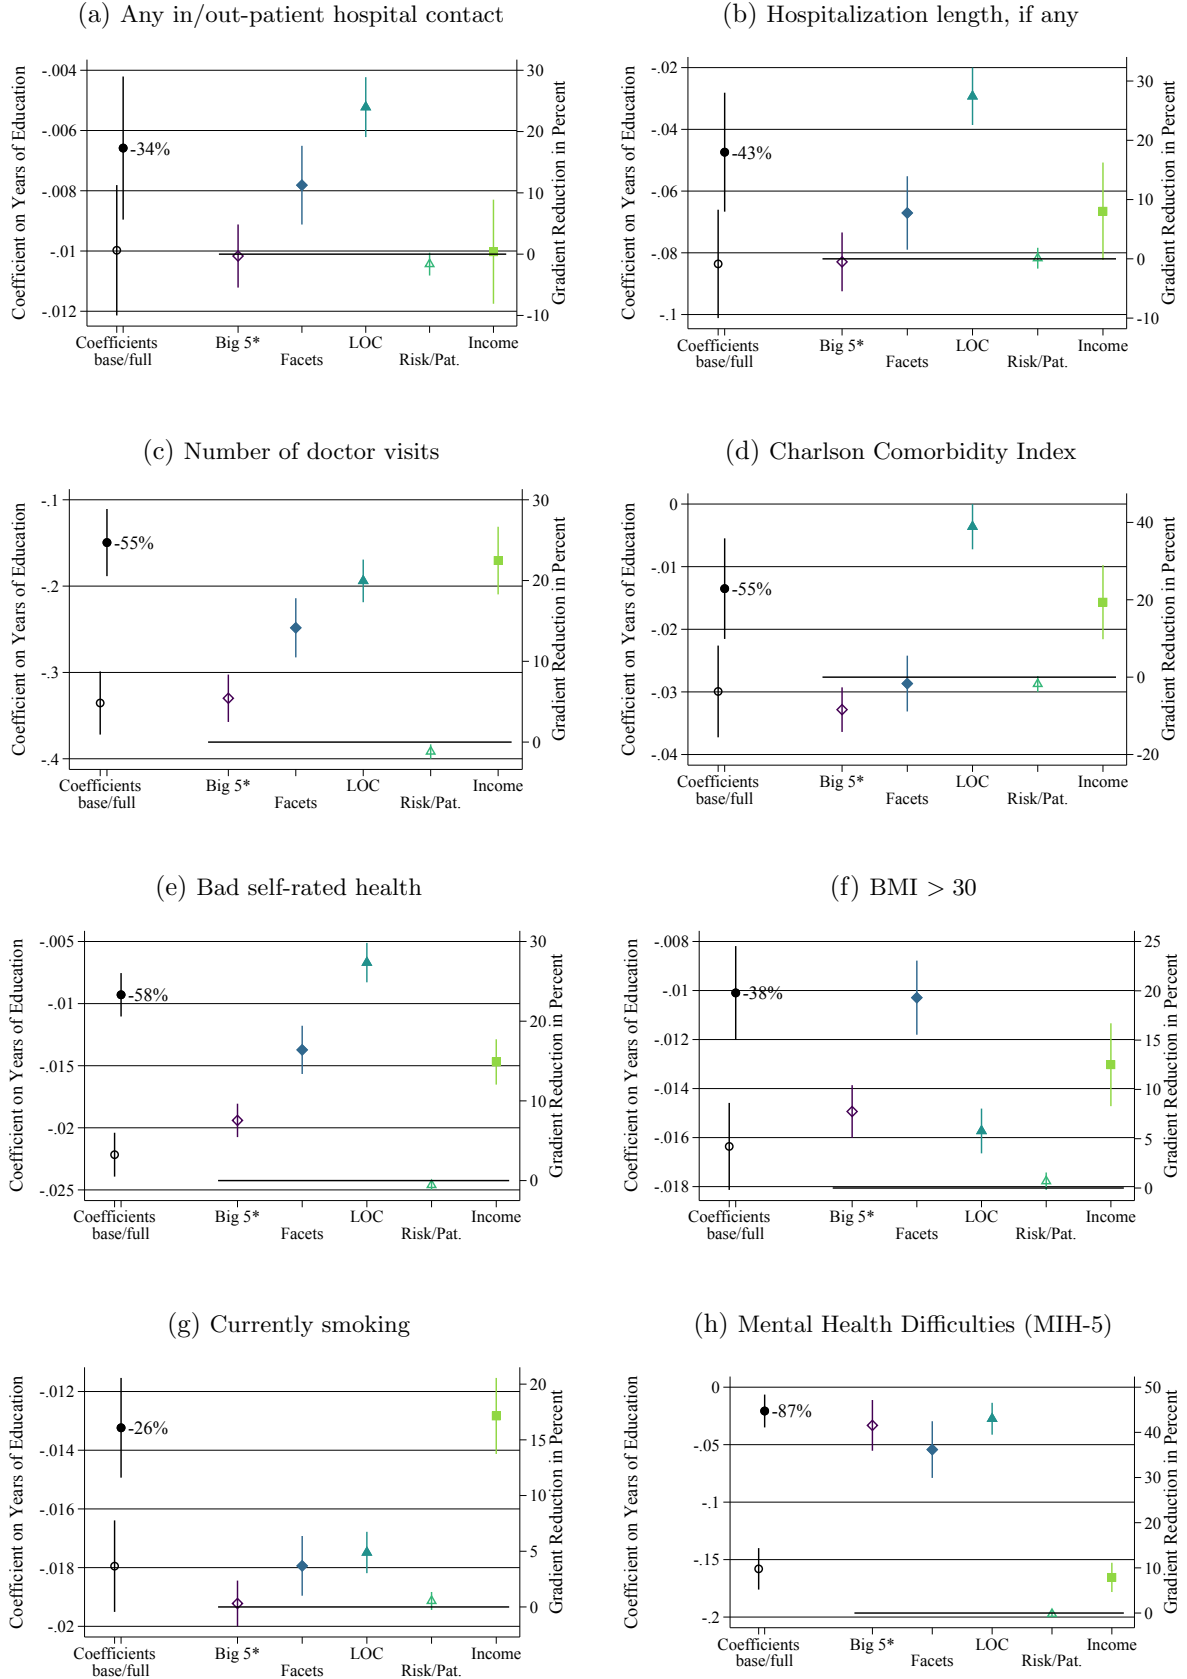 (a) Any in/out-patient hospital contact
Coefficient on Years of Education
-.004
-.006
-.008
-.01
-.012
-34%
30
20
10
0
-10
Gradient Reduction in Percent
Coefficients base/full
Big 5*
Facets
LOC
Risk/Pat.
Income
(b) Hospitalization length, if any
Coefficient on Years of Education
-.02
-.04
-.06
-.08
-.1
-43%
30
20
10
0
-10
Gradient Reduction in Percent
Coefficients base/full
Big 5*
Facets
LOC
Risk/Pat.
Income
(c) Number of doctor visits
Coefficient on Years of Education
-.1
-.2
-.3
-.4
-55%
30
20
10
0
Gradient Reduction in Percent
Coefficients base/full
Big 5*
Facets
LOC
Risk/Pat.
Income
(d) Charlson Comorbidity Index
Coefficient on Years of Education
0
-.01
-.02
-.03
-.04
-55%
40
20
0
-20
Gradient Reduction in Percent
Coefficients base/full
Big 5*
Facets
LOC
Risk/Pat.
Income
(e) Bad self-rated health
Coefficient on Years of Education
-.005
-.01
-.015
-.02
-.025
-58%
30
20
10
0
Gradient Reduction in Percent
Coefficients base/full
Big 5*
Facets
LOC
Risk/Pat.
Income
(f) BMI > 30
Coefficient on Years of Education
-.008
-.01
-.012
-.014
-.016
-.018
-38%
25
20
15
10
5
0
Gradient Reduction in Percent
Coefficients base/full
Big 5*
Facets
LOC
Risk/Pat.
Income
(g) Currently smoking
Coefficient on Years of Education
-.012
-.014
-.016
-.018
-.02
-26%
20
15
10
5
0
Gradient Reduction in Percent
Coefficients base/full
Big 5*
Facets
LOC
Risk/Pat.
Income
(h) Mental Health Difficulties (MIH-5)
Coefficient on Years of Education
0
-.05
-.1
-.15
-.2
-87%
50
40
30
20
10
0
Gradient Reduction in Percent
Coefficients base/full
Big 5*
Facets
LOC
Risk/Pat.
Income